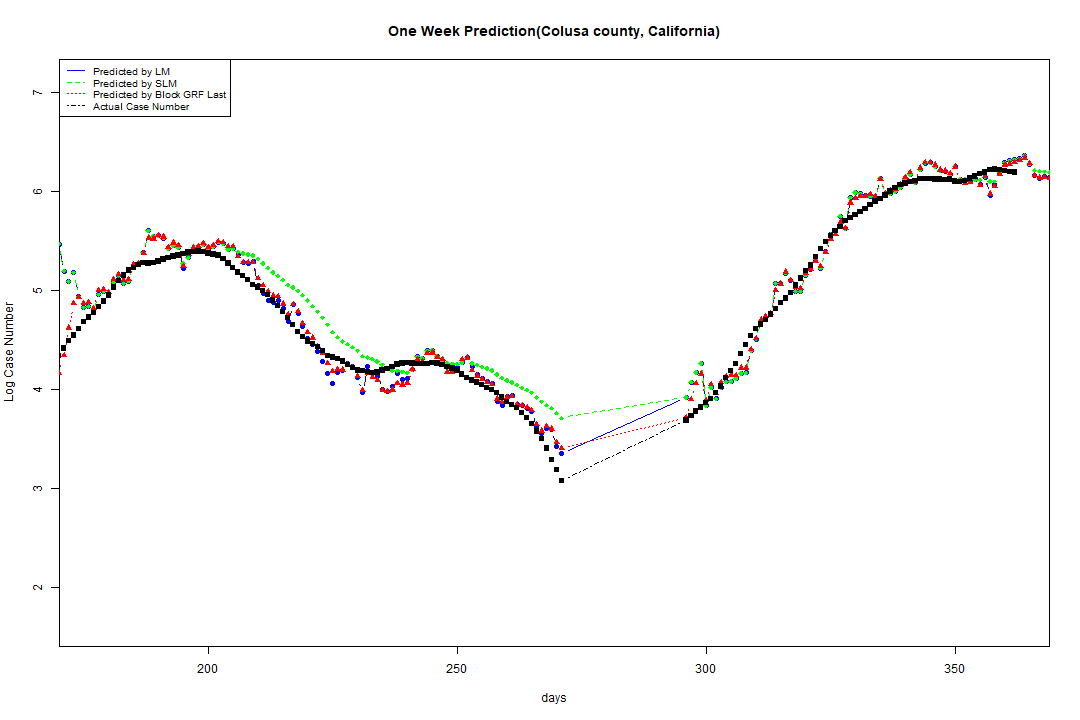 One Week Prediction(Colusa county, California)
Predicted by LM
Predicted by SLM
Predicted by Block GRF Last
Actual Case Number
7
6
5
4
3
2
Log Case Number
200 250 300 350
days